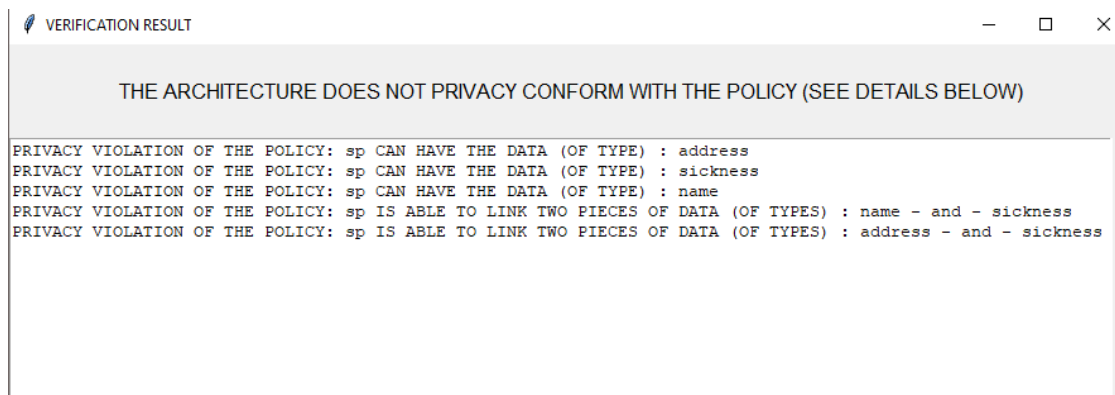 VERIFICATION RESULT
THE ARCHITECTURE DOES NOT PRIVACY CONFORM WITH THE POLICY (SEE DETAILS BELOW)
PRIVACY VIOLATION OF THE POLICY: sp CAN HAVE THE DATA (OF TYPE) : address
PRIVACY VIOLATION OF THE POLICY: sp CAN HAVE THE DATA (OF TYPE) : sickness
PRIVACY VIOLATION OF THE POLICY: sp CAN HAVE THE DATA (OF TYPE) : name
PRIVACY VIOLATION OF THE POLICY: sp IS ABLE TO LINK TWO PIECES OF DATA (OF TYPES) : name - and - sickness
PRIVACY VIOLATION OF THE POLICY: sp IS ABLE TO LINK TWO PIECES OF DATA (OF TYPES) : address - and - sickness